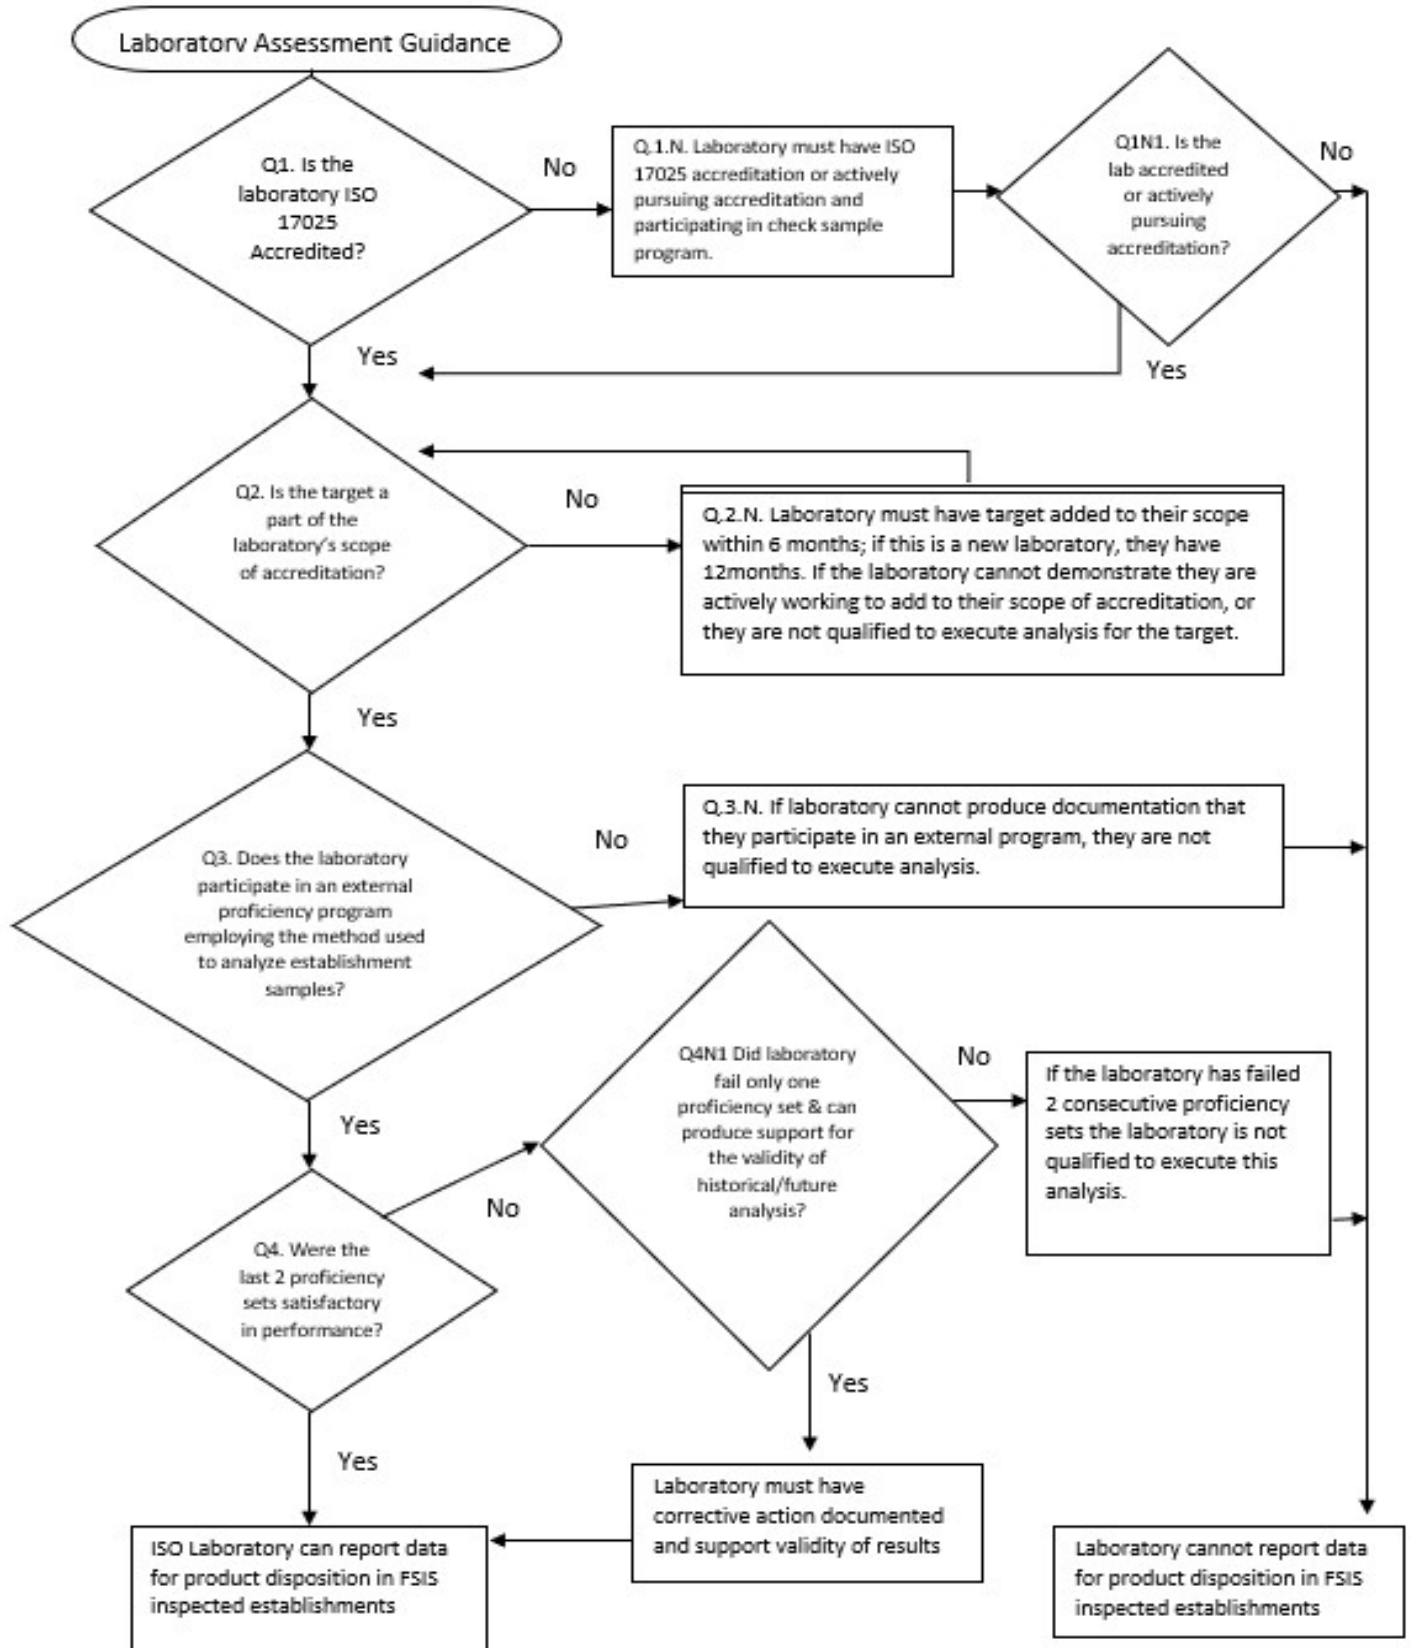 Laboratory Assessment Guidance
Q1. Is the
laboratory ISO
17025
Accredited?
No
Q.1.N. Laboratory must have ISO
17025 accreditation or actively
pursuing accreditation and
participating in check sample
program.
Q1N1. Is the
lab accredited
or actively
pursuing
accreditation?
No
Yes
Yes
Q2. Is the target a
part of the
laboratory's scope
of accreditation?
No
Q.2.N. Laboratory must have target added to their scope
within 6 months; if this is a new laboratory, they have
12months. If the laboratory cannot demonstrate they are
actively working to add to their scope of accreditation, or
they are not qualified to execute analysis for the target.
Yes
Q3. Does the laboratory
participate in an external
proficiency program
employing the method used
to analyze establishment
samples?
No
Q.3.N. If laboratory cannot produce documentation that
they participate in an external program, they are not
qualified to execute analysis.
Yes
Q4. Were the
last 2 proficiency
sets satisfactory
in performance?
No
Q4N1 Did laboratory
fail only one
proficiency set & can
produce support for
the validity of
historical/future
analysis?
No
If the laboratory has failed
2 consecutive proficiency
sets the laboratory is not
qualified to execute this
analysis.
Yes
Yes
Laboratory must have
corrective action documented
and support validity of results
ISO Laboratory can report data
for product disposition in FSIS
inspected establishments
Laboratory cannot report data
for product disposition in FSIS
inspected establishments